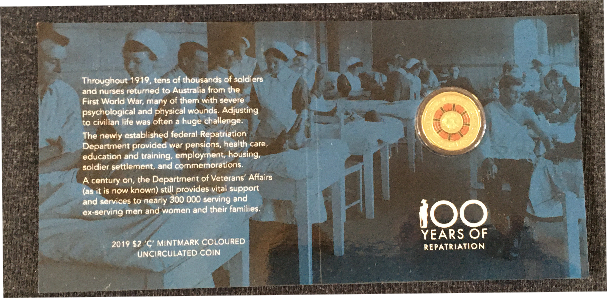 Throughout 1919, tens of thousands of soldiers
and nurses returned to Australia from the
First World War, many of them with severe
psychological and physical wounds. Adjusting
to civilian life was often a huge challenge.
The newly established federal Repatriation
Department provided war pensions, health care,
education and training, employment, housing,
soldier settlement, and commemorations.
A century on, the Department of Veterans' Affairs
(as it is now known) still provides vital support
and services to nearly 300 000 serving and
ex-serving men and women and their families.
2019 $2 'C' MINTMARK COLOURED
UNCIRCULATED COIN
100
YEARS OF
REPATRIATION